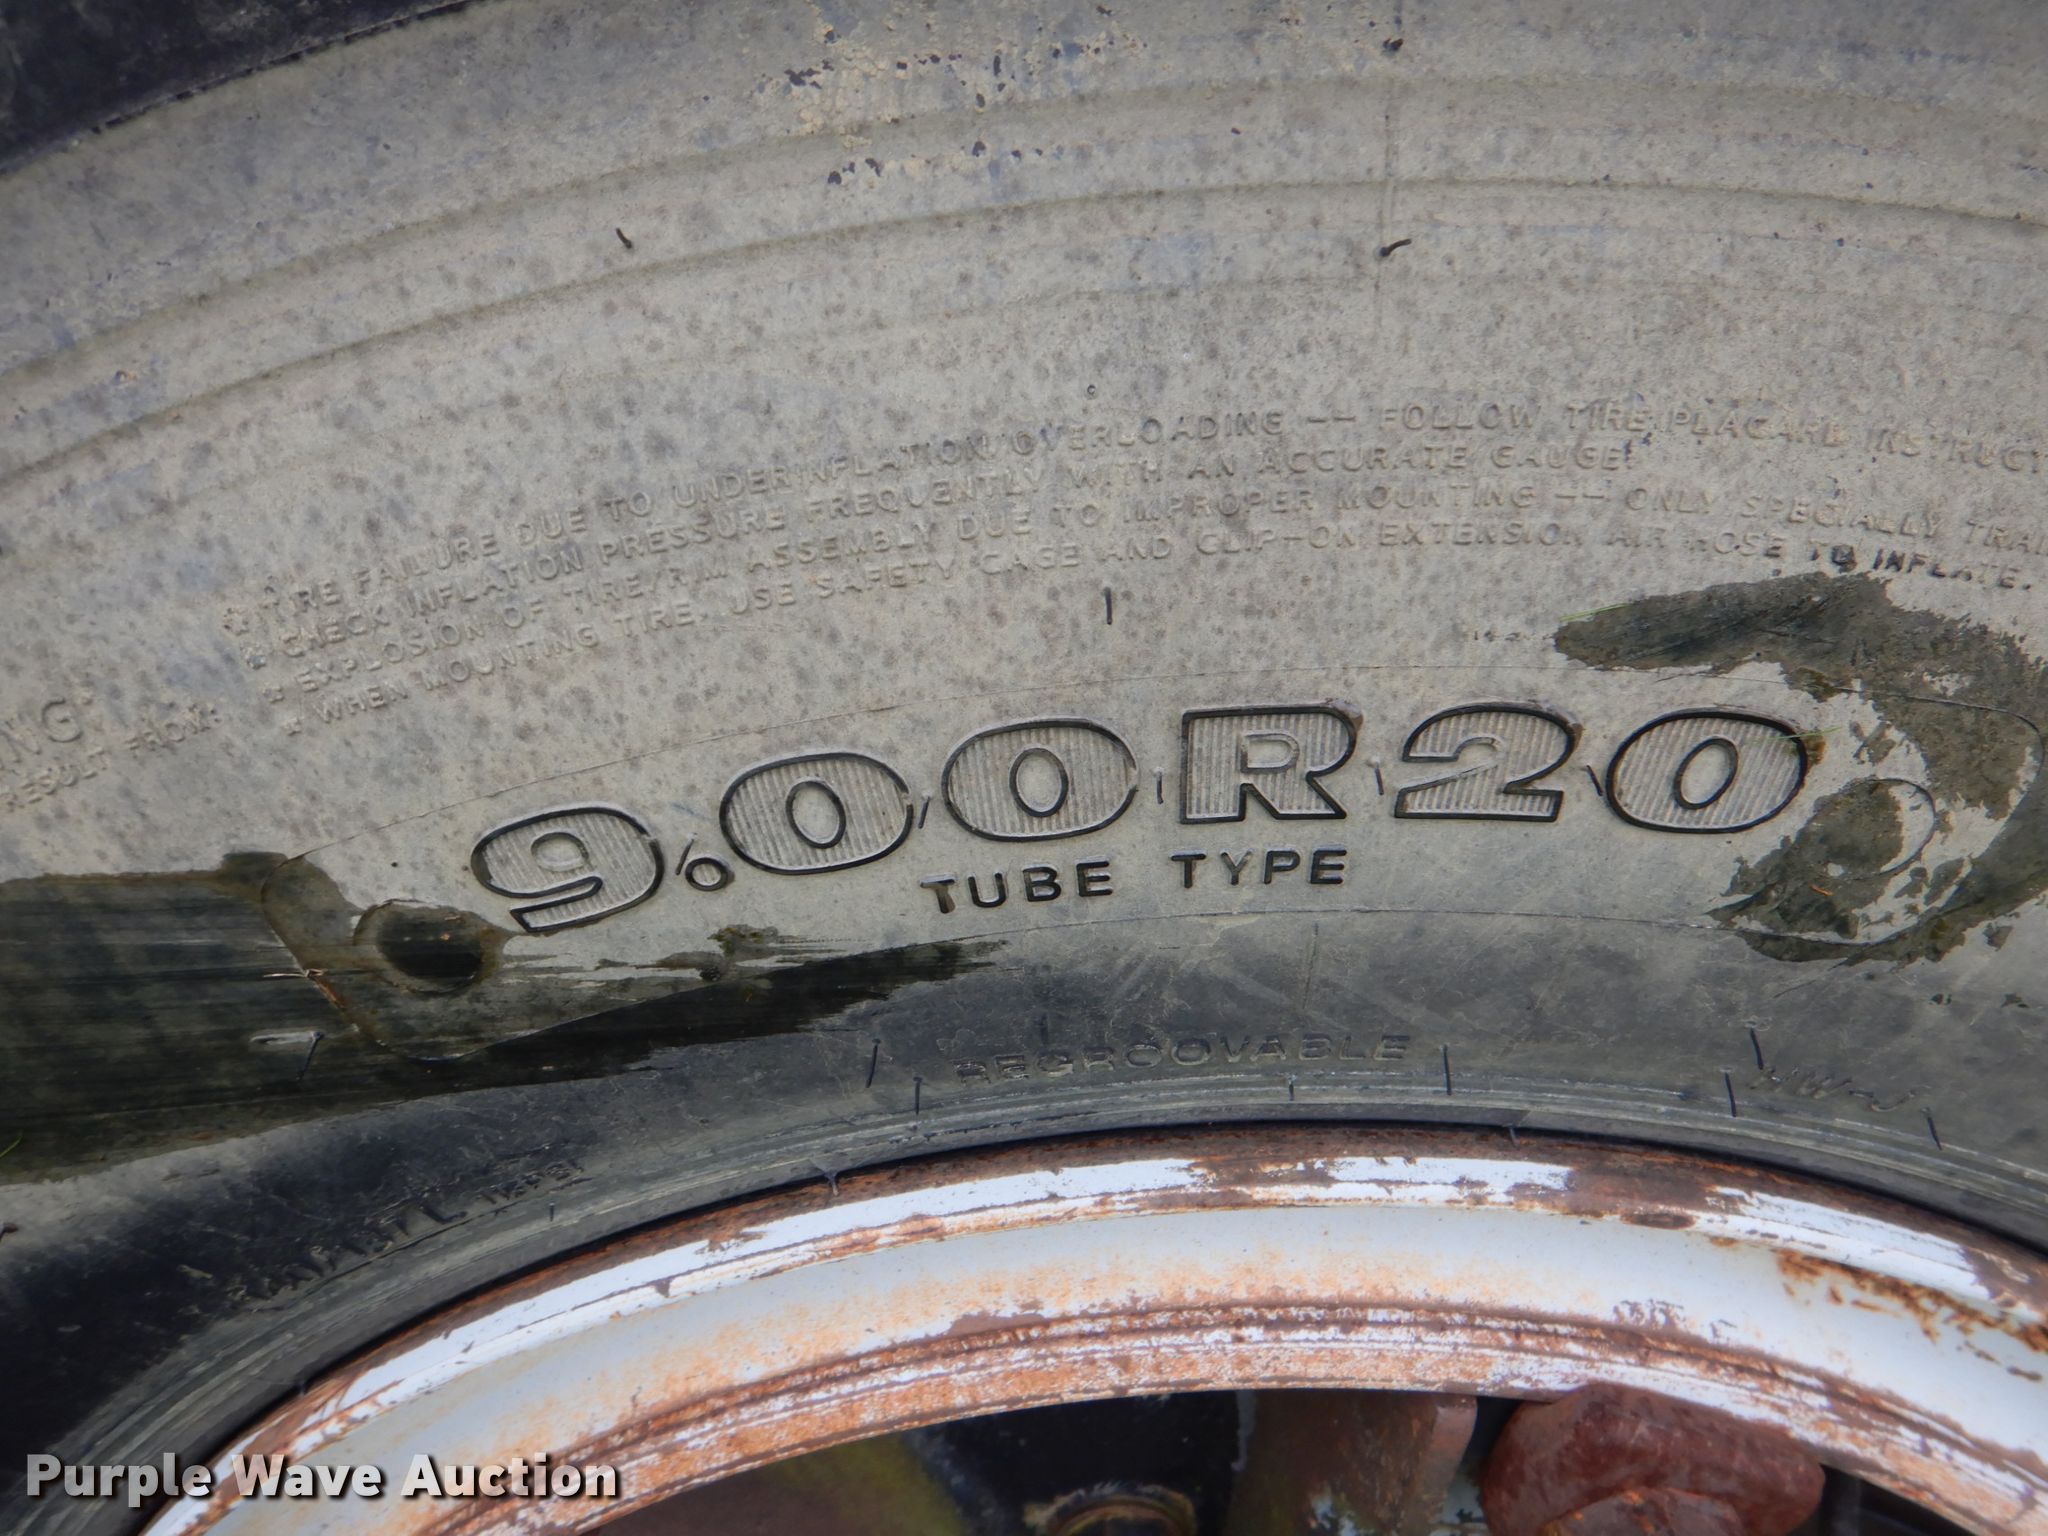 * TIRE FAILURE DUE TO UNDERINFLATION/OVERLOADING -- FOLLOW TIRE PLACARD INSTRUCT
* CHECK INFLATION PRESSURE FREQUENTLY WITH AN ACCURATE GAUGE.
* EXPLOSION OF TIRE/RIM ASSEMBLY DUE TO IMPROPER MOUNTING -- ONLY SPECIALLY TRAI
* WHEN MOUNTING TIRE, USE SAFETY CAGE AND CLIP-ON EXTENSION AIR HOSE TO INFLATE.
NG:
RESULT FROM:
9.00R20
TUBE TYPE
REGROOVABLE
Purple Wave Auction